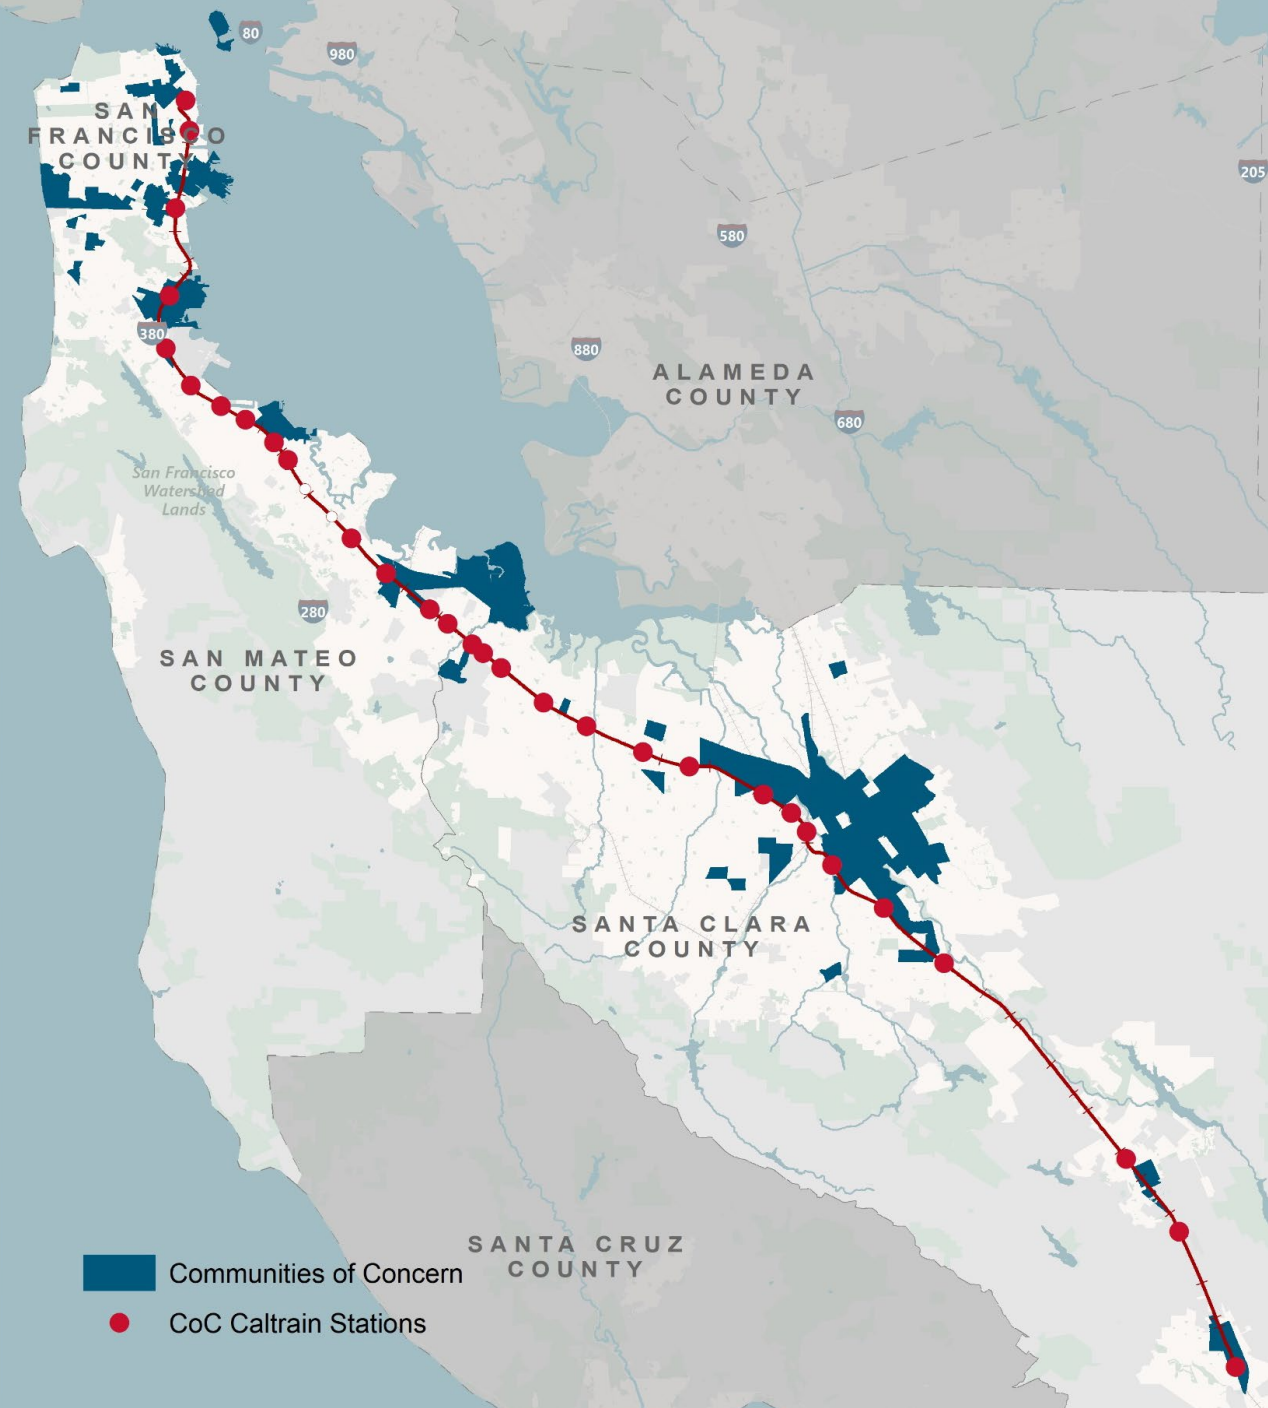 80
980
SAN
FRANCISCO
COUNTY
205
580
380
880
ALAMEDA
COUNTY
680
San Francisco
Watershed
Lands
280
SAN MATEO
COUNTY
SANTA CLARA
COUNTY
SANTA CRUZ
COUNTY
Communities of Concern
CoC Caltrain Stations